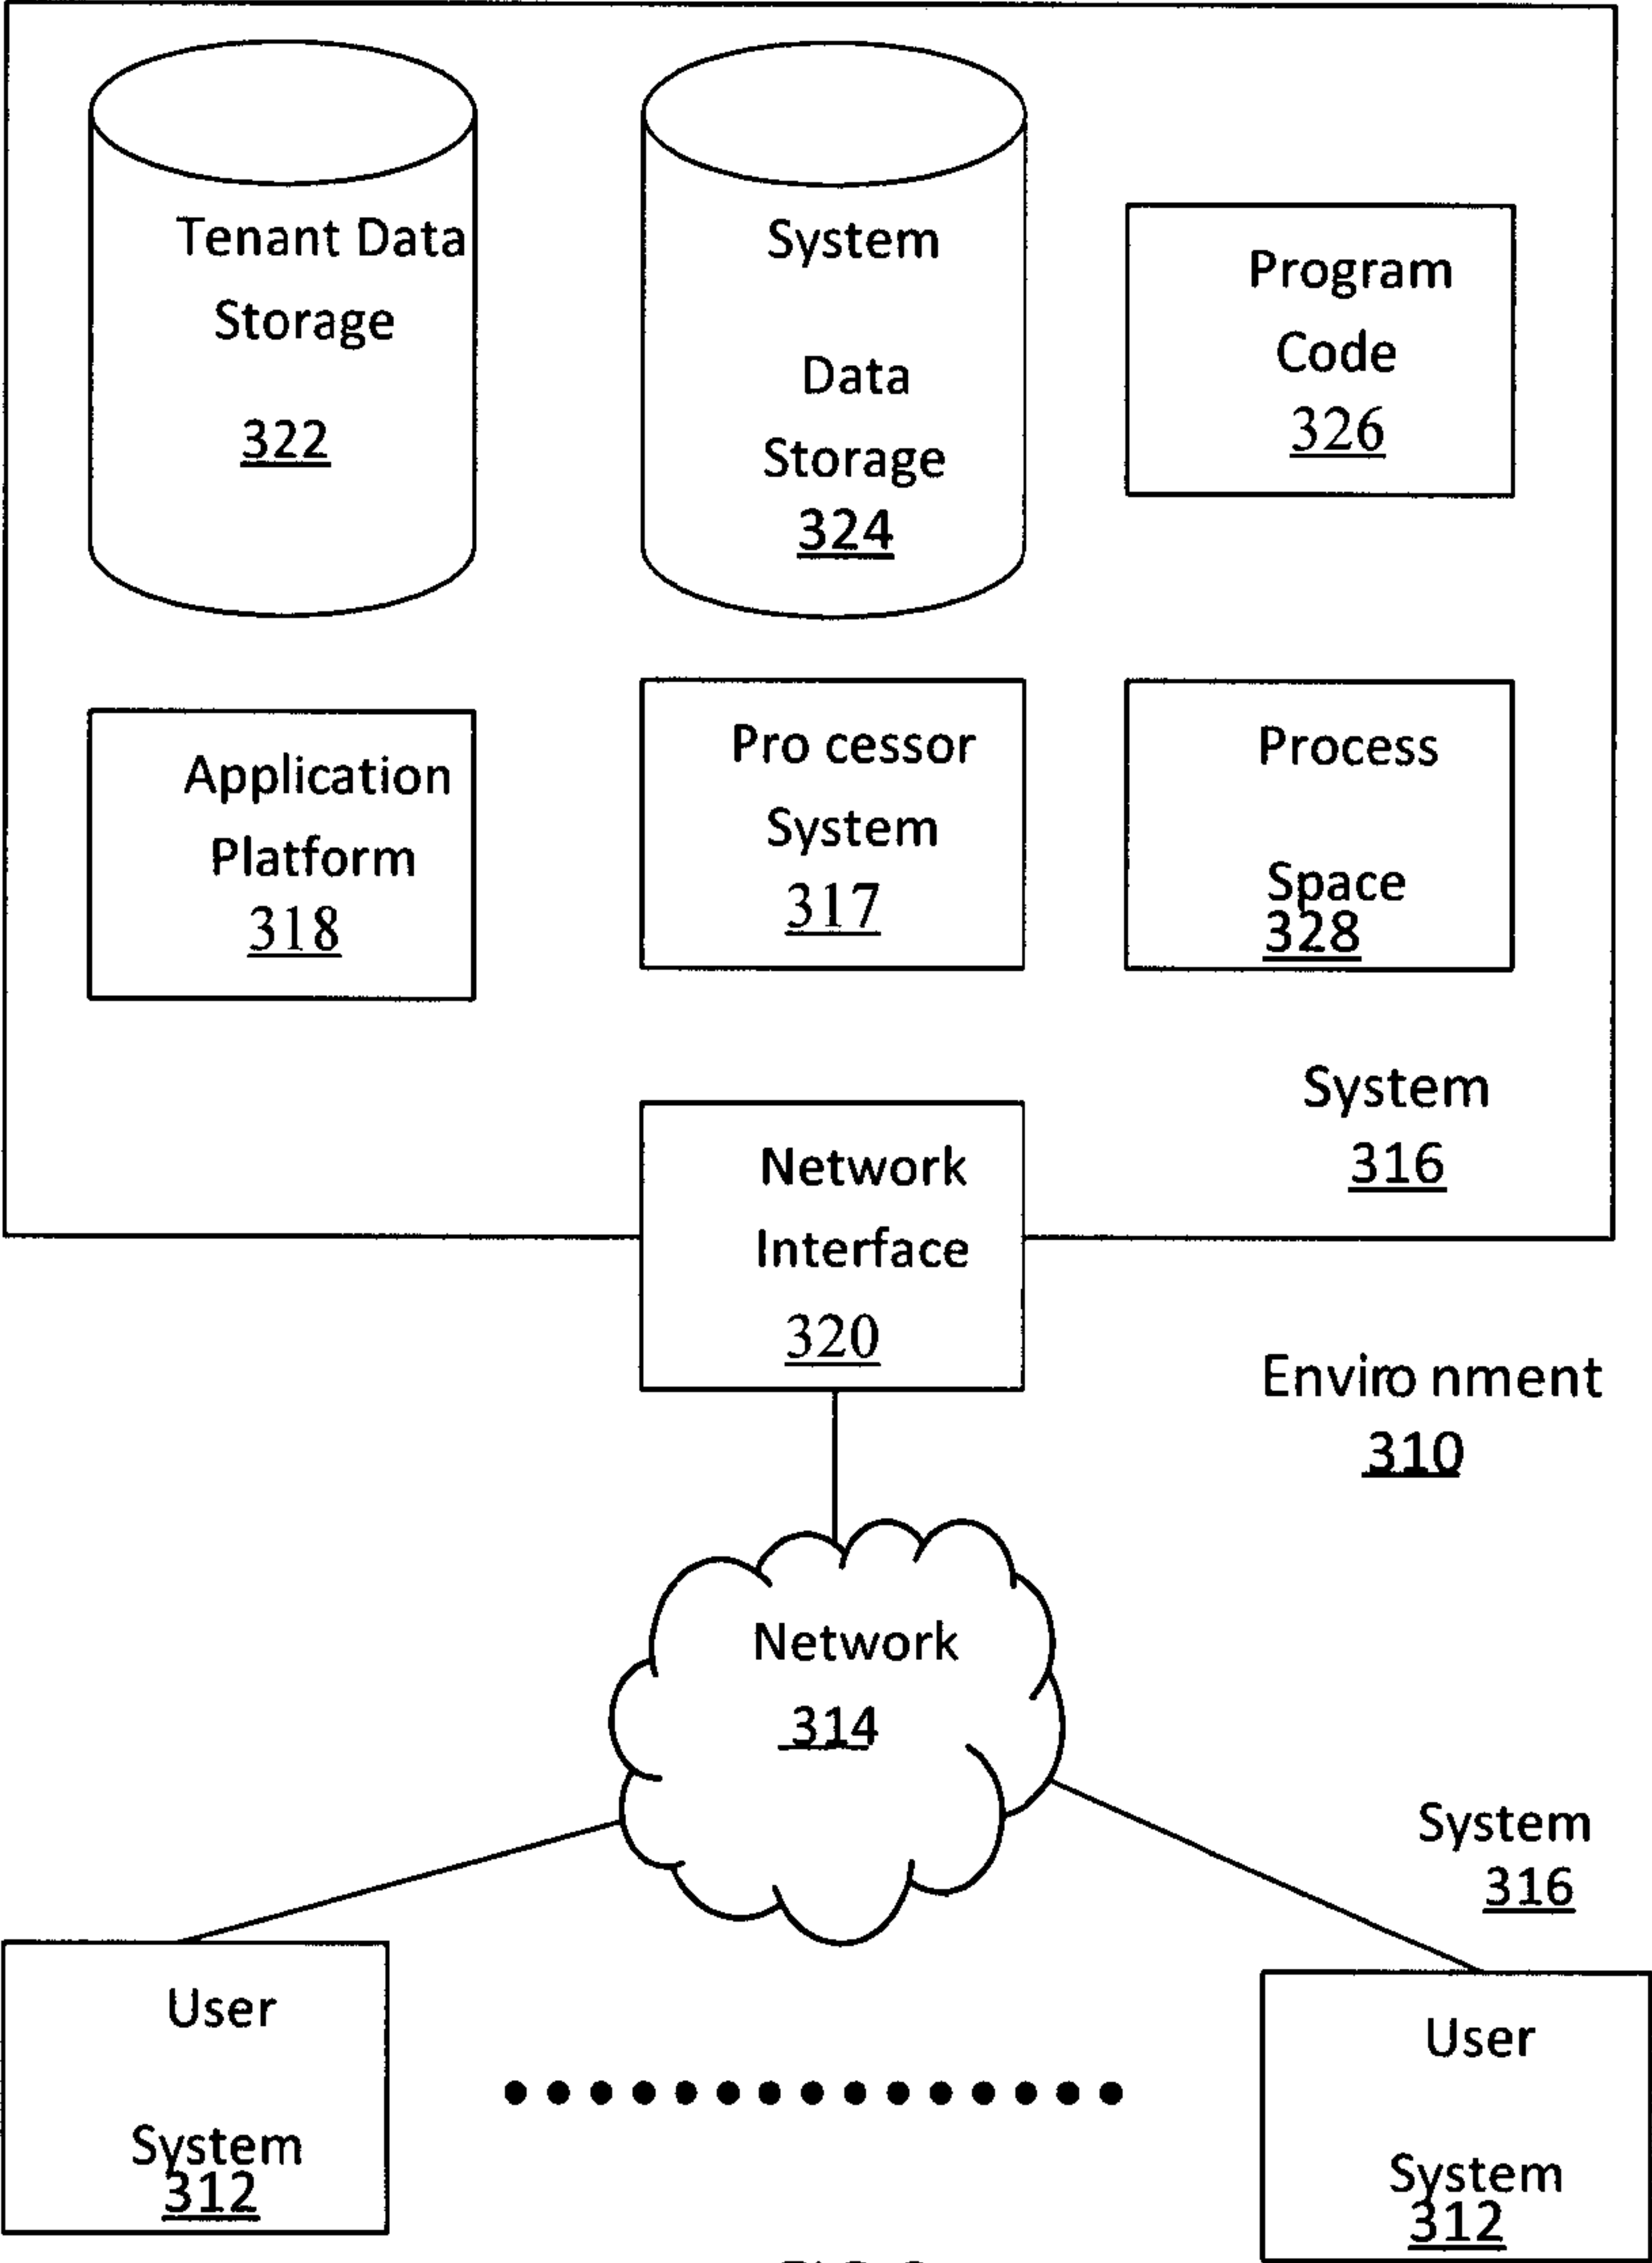 Tenant Data
Storage
322
System
Data
Storage
324
Program
Code
326
Application
Platform
318
Pro cessor
System
317
Process
Space
328
System
316
Network
Interface
320
Enviro nment
310
Network
314
System
316
User
System
312
User
System
312